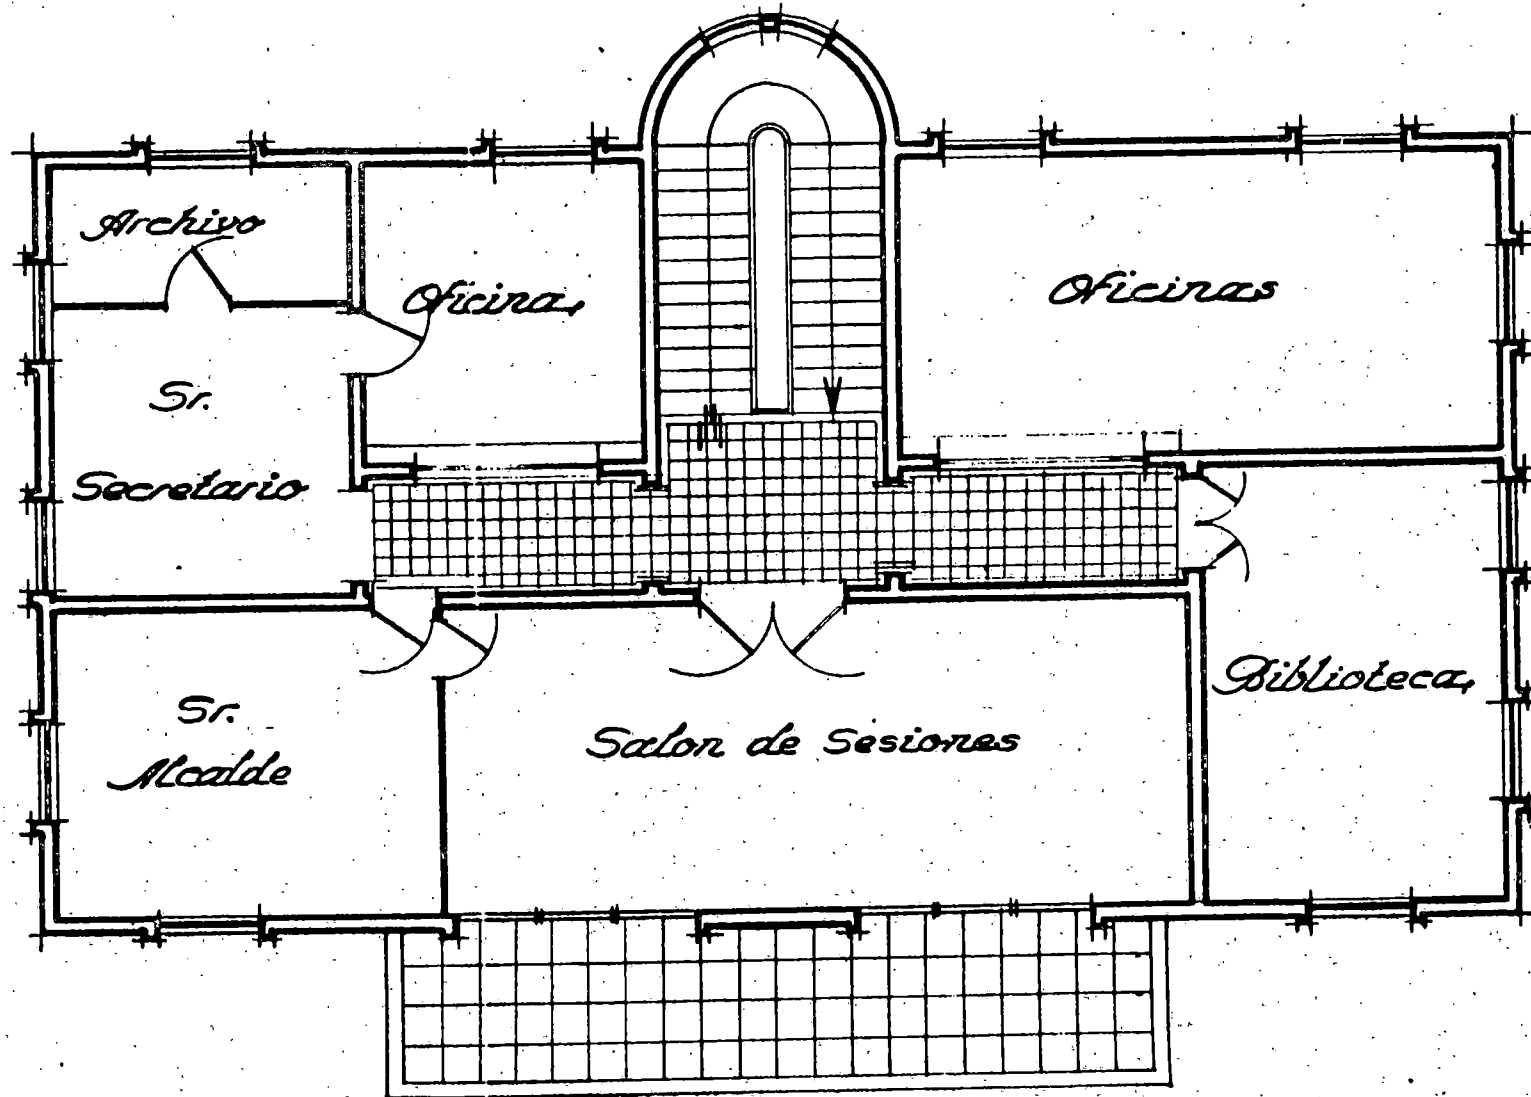 Archivo
Oficina
Oficinas
Sr.
Secretario
Sr.
Alcalde
Salon de Sesiones
Biblioteca